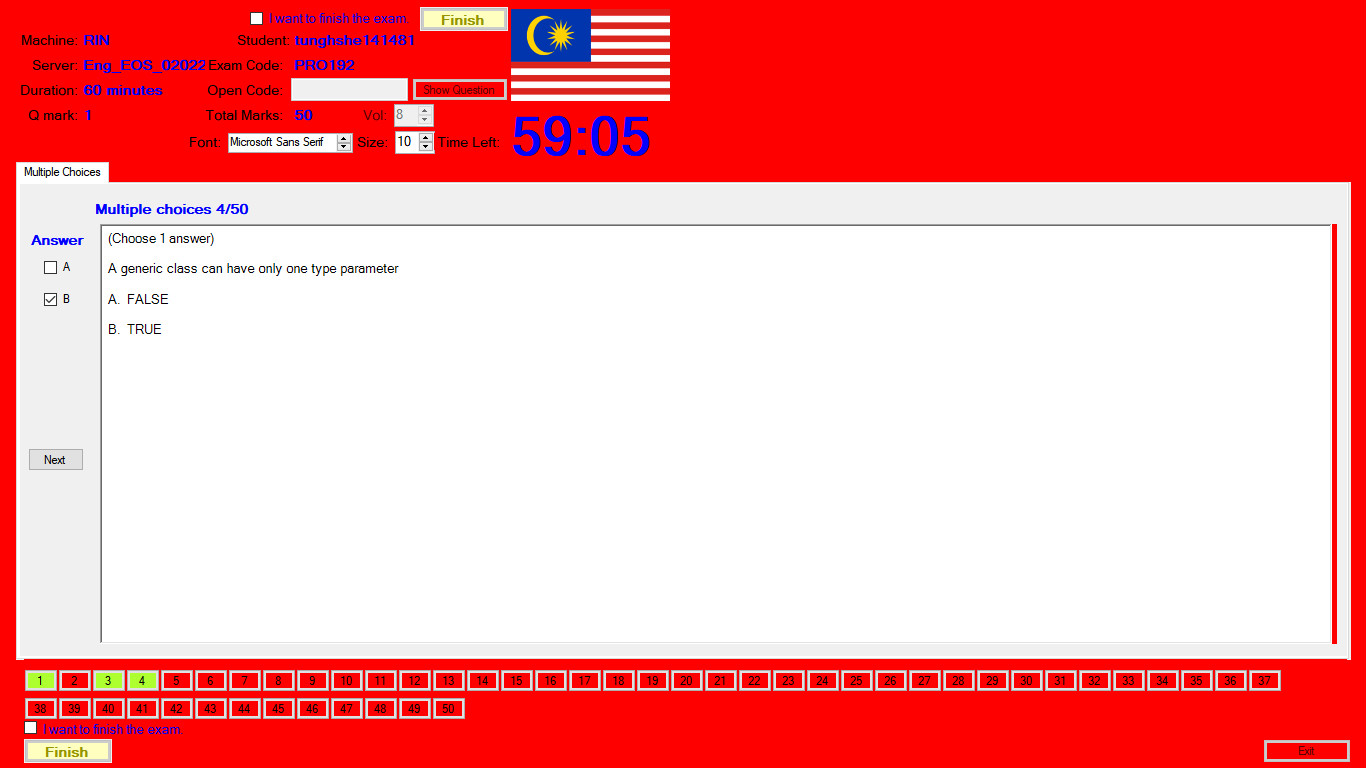 I want to finish the exam. Finish
Machine: RIN Student: tunghshe141481
Server: Eng_EOS_02022 Exam Code: PRO192
Duration: 60 minutes Open Code: Show Question
Q mark: 1 Total Marks: 50 Vol: 8
Font: Microsoft Sans Serif Size: 10 Time Left: 59:05
Multiple Choices
Multiple choices 4/50
Answer
A
B
(Choose 1 answer)
A generic class can have only one type parameter
A. FALSE
B. TRUE
Next
1 2 3 4 5 6 7 8 9 10 11 12 13 14 15 16 17 18 19 20 21 22 23 24 25 26 27 28 29 30 31 32 33 34 35 36 37
38 39 40 41 42 43 44 45 46 47 48 49 50
I want to finish the exam.
Finish Exit